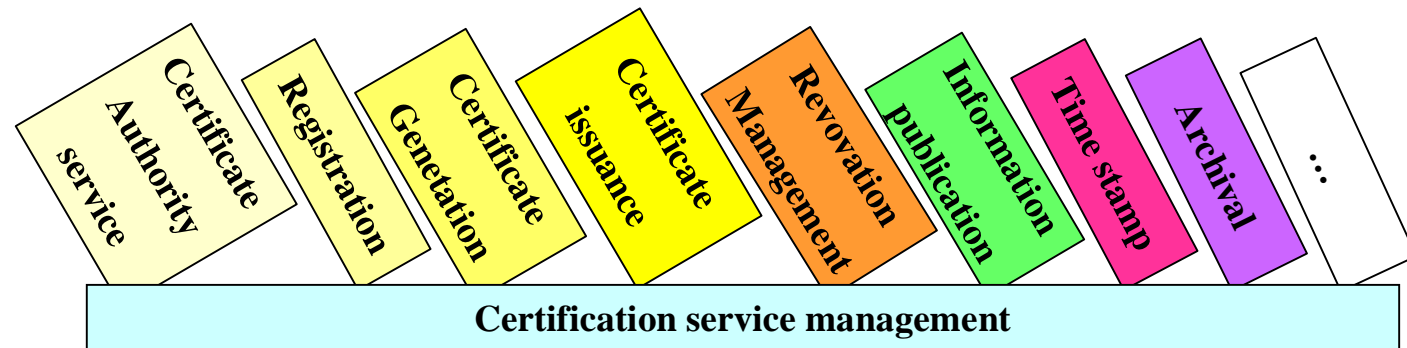 Certificate
Authority
service
Registration
Certificate
Genetation
Certificate
issuance
Revovation
Management
Information
publication
Time stamp
Archival
...
Certification service management